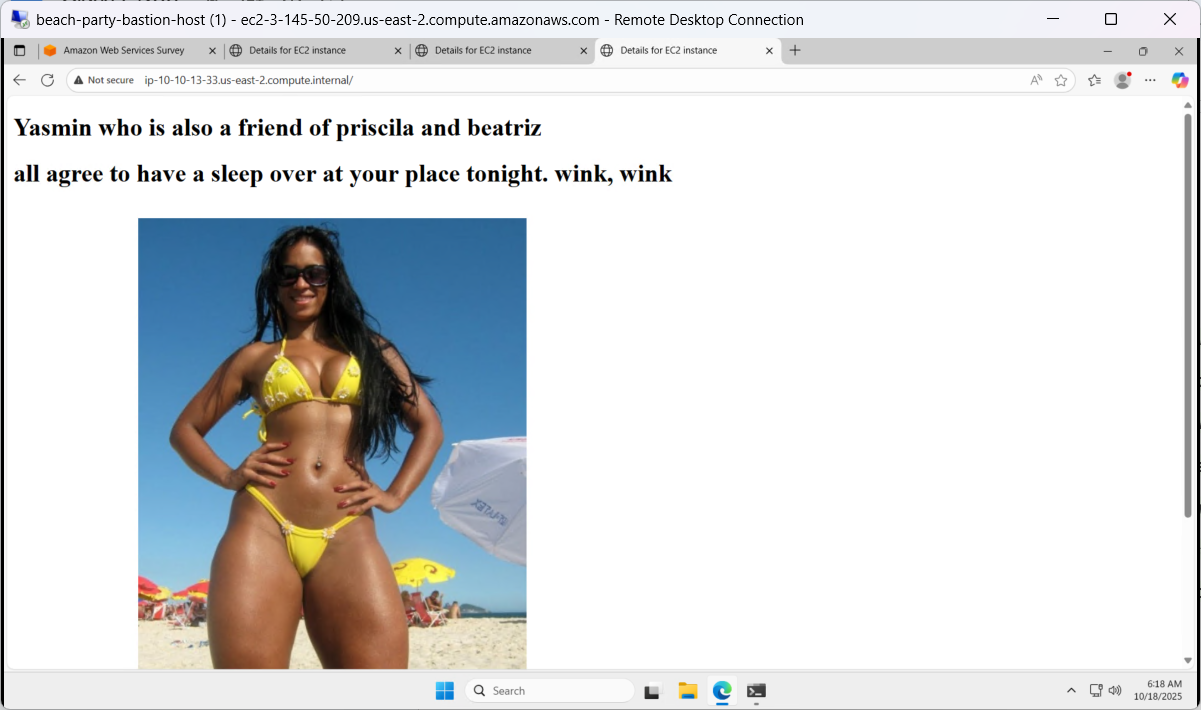 beach-party-bastion-host (1) - ec2-3-145-50-209.us-east-2.compute.amazonaws.com - Remote Desktop Connection
Amazon Web Services Survey
Details for EC2 instance
Details for EC2 instance
Details for EC2 instance
Not secure
ip-10-10-13-33.us-east-2.compute.internal/
Yasmin who is also a friend of priscila and beatriz
all agree to have a sleep over at your place tonight. wink, wink
Search
6:18 AM
10/18/2025